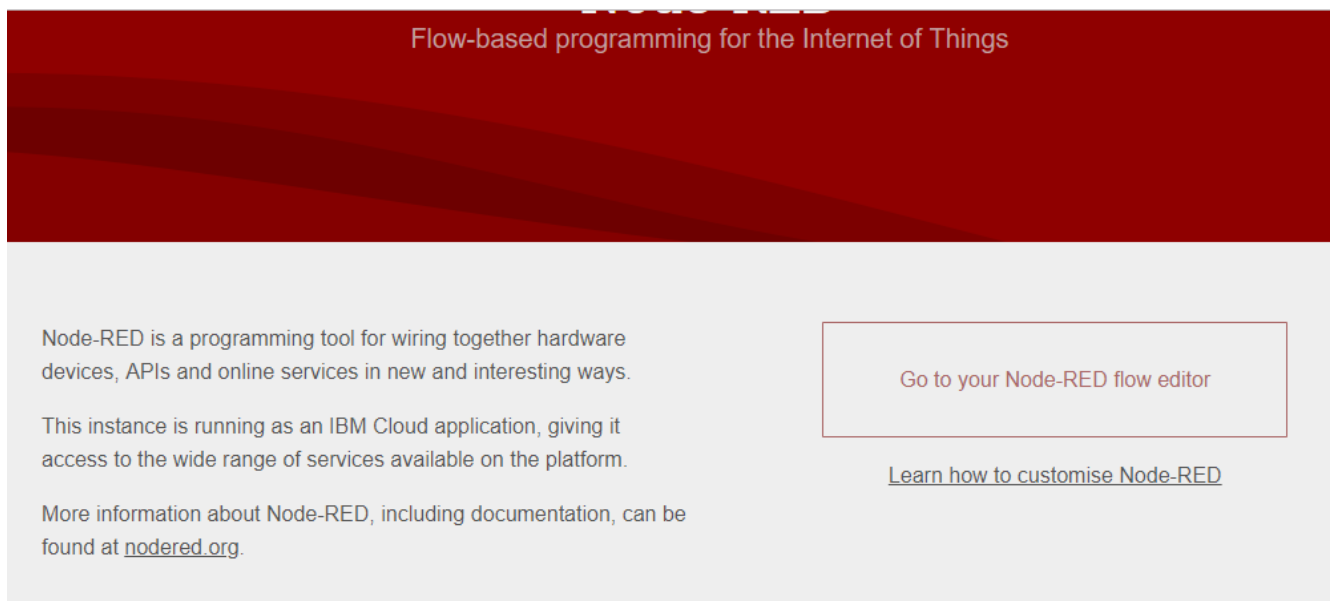 Node-RED
Flow-based programming for the Internet of Things
Node-RED is a programming tool for wiring together hardware
devices, APIs and online services in new and interesting ways.
This instance is running as an IBM Cloud application, giving it
access to the wide range of services available on the platform.
More information about Node-RED, including documentation, can be
found at nodered.org.
Go to your Node-RED flow editor
Learn how to customise Node-RED